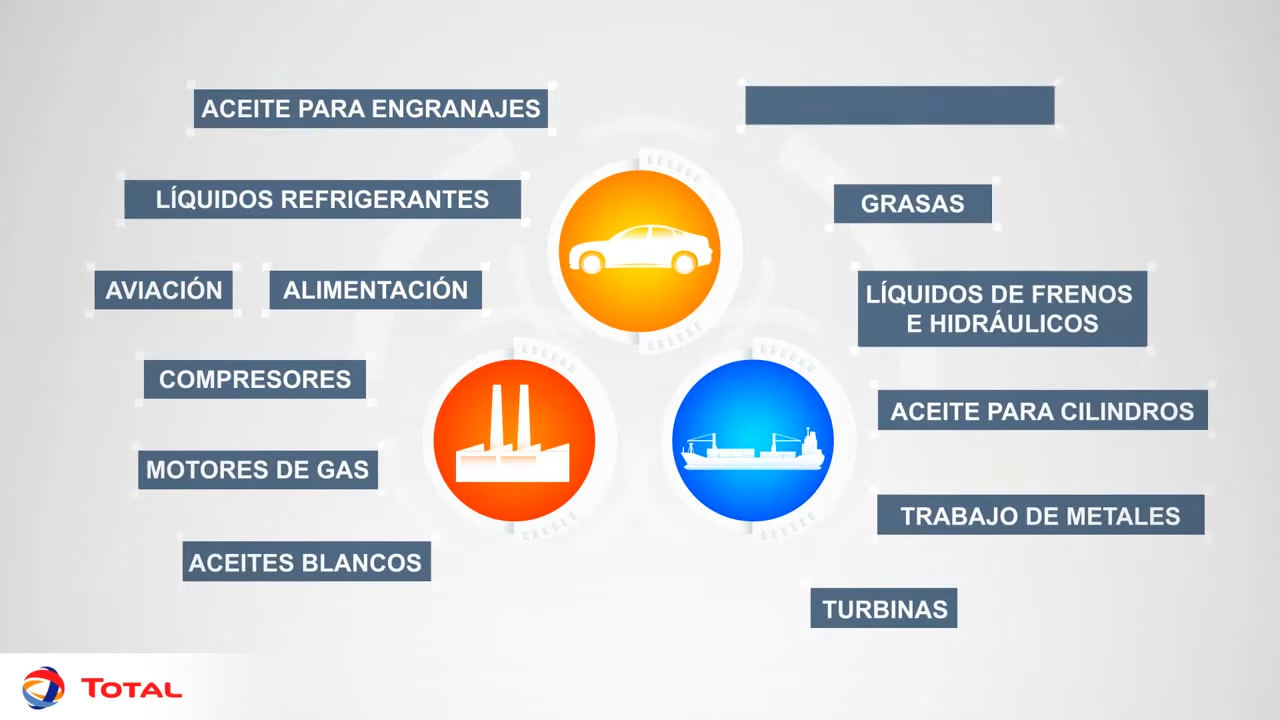 ACEITE PARA ENGRANAJES
LÍQUIDOS REFRIGERANTES
GRASAS
AVIACIÓN
ALIMENTACIÓN
LÍQUIDOS DE FRENOS
E HIDRÁULICOS
COMPRESORES
ACEITE PARA CILINDROS
MOTORES DE GAS
TRABAJO DE METALES
ACEITES BLANCOS
TURBINAS
TOTAL